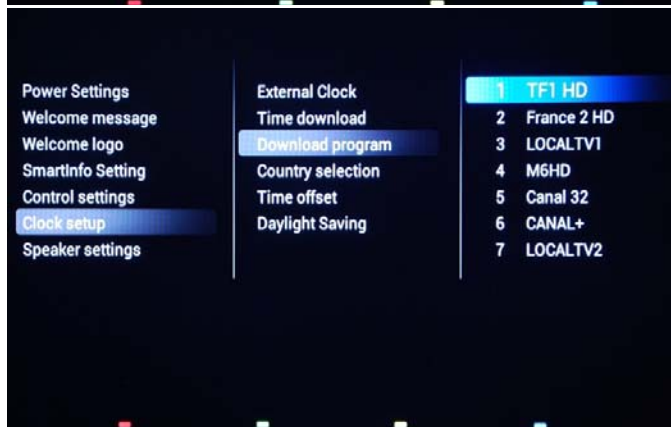 Power Settings
Welcome message
Welcome logo
SmartInfo Setting
Control settings
Clock setup
Speaker settings
External Clock
Time download
Download program
Country selection
Time offset
Daylight Saving
1 TF1 HD
2 France 2 HD
3 LOCALTV1
4 M6HD
5 Canal 32
6 CANAL+
7 LOCALTV2